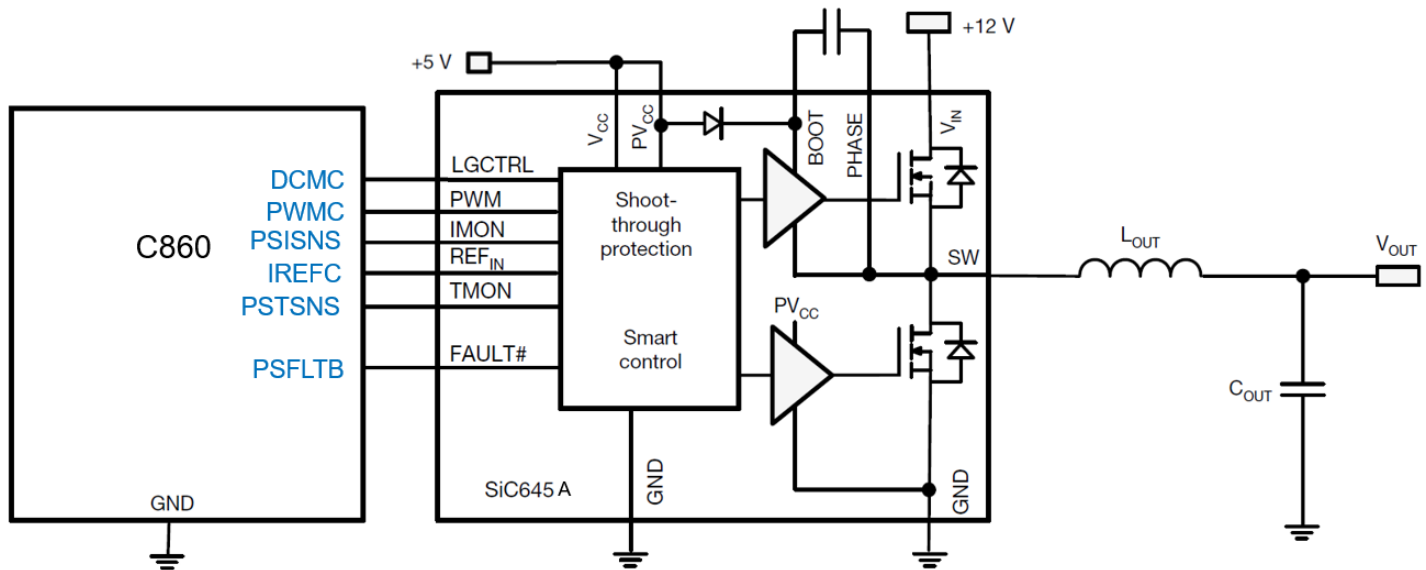 +5 V
+12 V
C860
DCMC
PWMC
PSISNS
IREFC
PSTSNS
PSFLTB
GND
LGCTRL
PWM
IMON
REFIN
TMON
FAULT#
VCC
PVCC
BOOT
PHASE
VIN
Shoot-
through
protection
Smart
control
PVCC
SW
GND
GND
SiC645 A
LOUT
VOUT
COUT